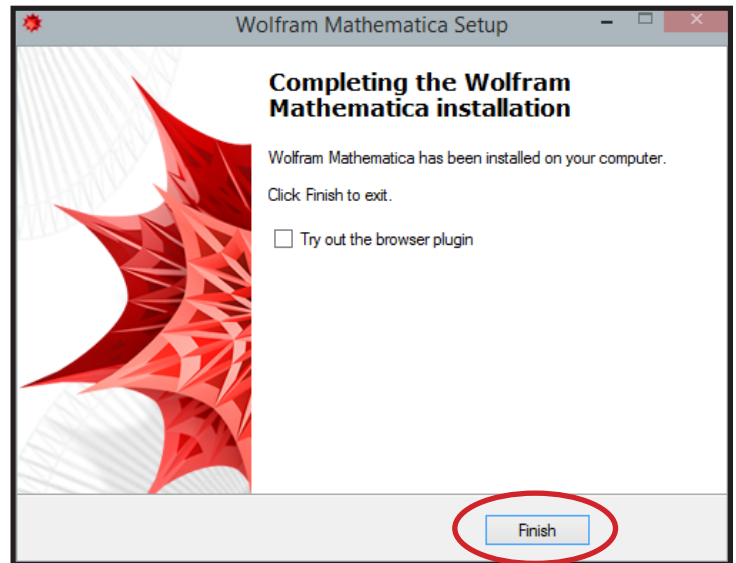 Wolfram Mathematica Setup
Completing the Wolfram
Mathematica installation
Wolfram Mathematica has been installed on your computer.
Click Finish to exit.
Try out the browser plugin
Finish